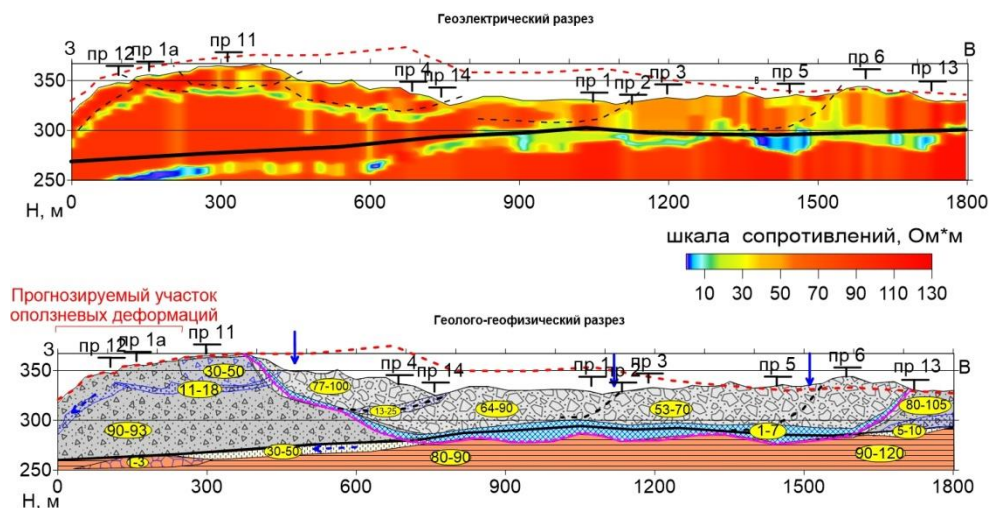 Геоэлектрический разрез
З
В
пр 12 пр 1а пр 11 пр 4 пр 14 пр 1 пр 2 пр 3 в пр 5 пр 6 пр 13
350
300
250
Н, м
0 300 600 900 1200 1500 1800
шкала сопротивлений, Ом*м
10 30 50 70 90 110 130
Прогнозируемый участок
оползневых деформаций
Геолого-геофизический разрез
З
В
пр 12 пр 1а пр 11 пр 4 пр 14 пр 1 пр 2 пр 3 пр 5 пр 6 пр 13
350
300
250
30-50
11-18
90-93
1-3
30-50
77-100
13-25
64-90
80-90
53-70
1-7
80-105
5-10
90-120
0 300 600 900 1200 1500 1800
Н, м